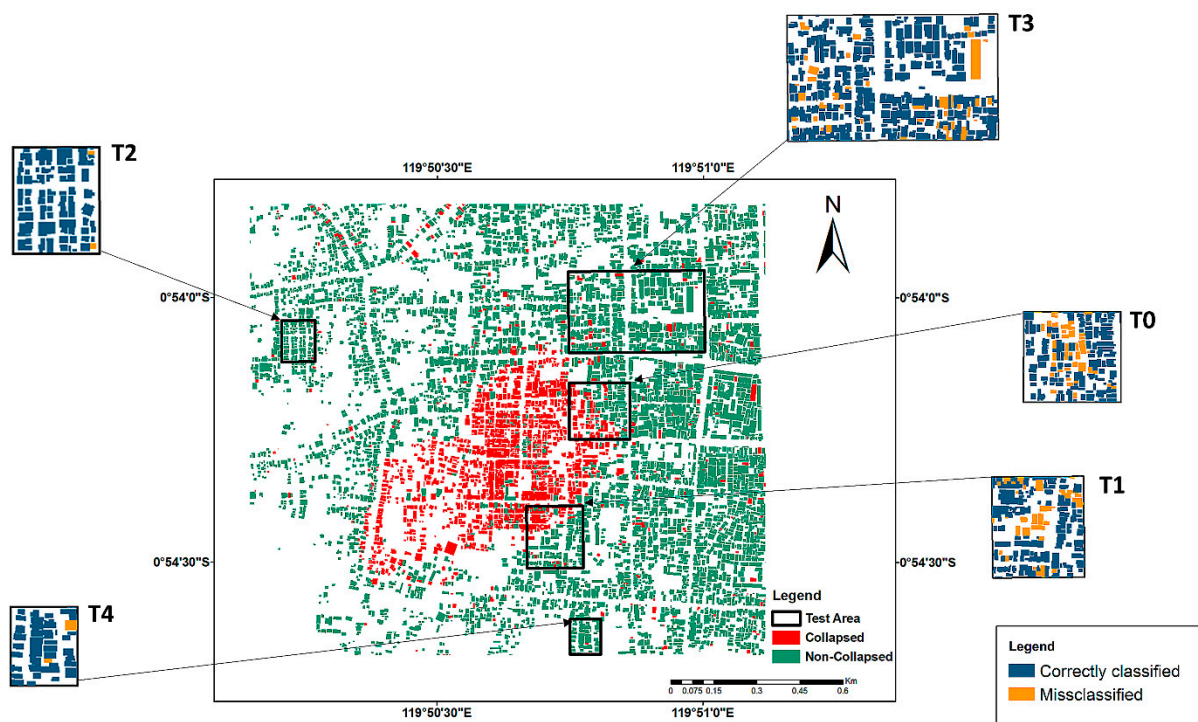 T3
T2
119°50'30"E
119°51'0"E
N
0°54'0"S
0°54'0"S
T0
T1
0°54'30"S
0°54'30"S
Legend
Test Area
Collapsed
Non-Collapsed
T4
Km
0 0.075 0.15 0.3 0.45 0.6
Legend
Correctly classified
Missclassified
119°50'30"E
119°51'0"E